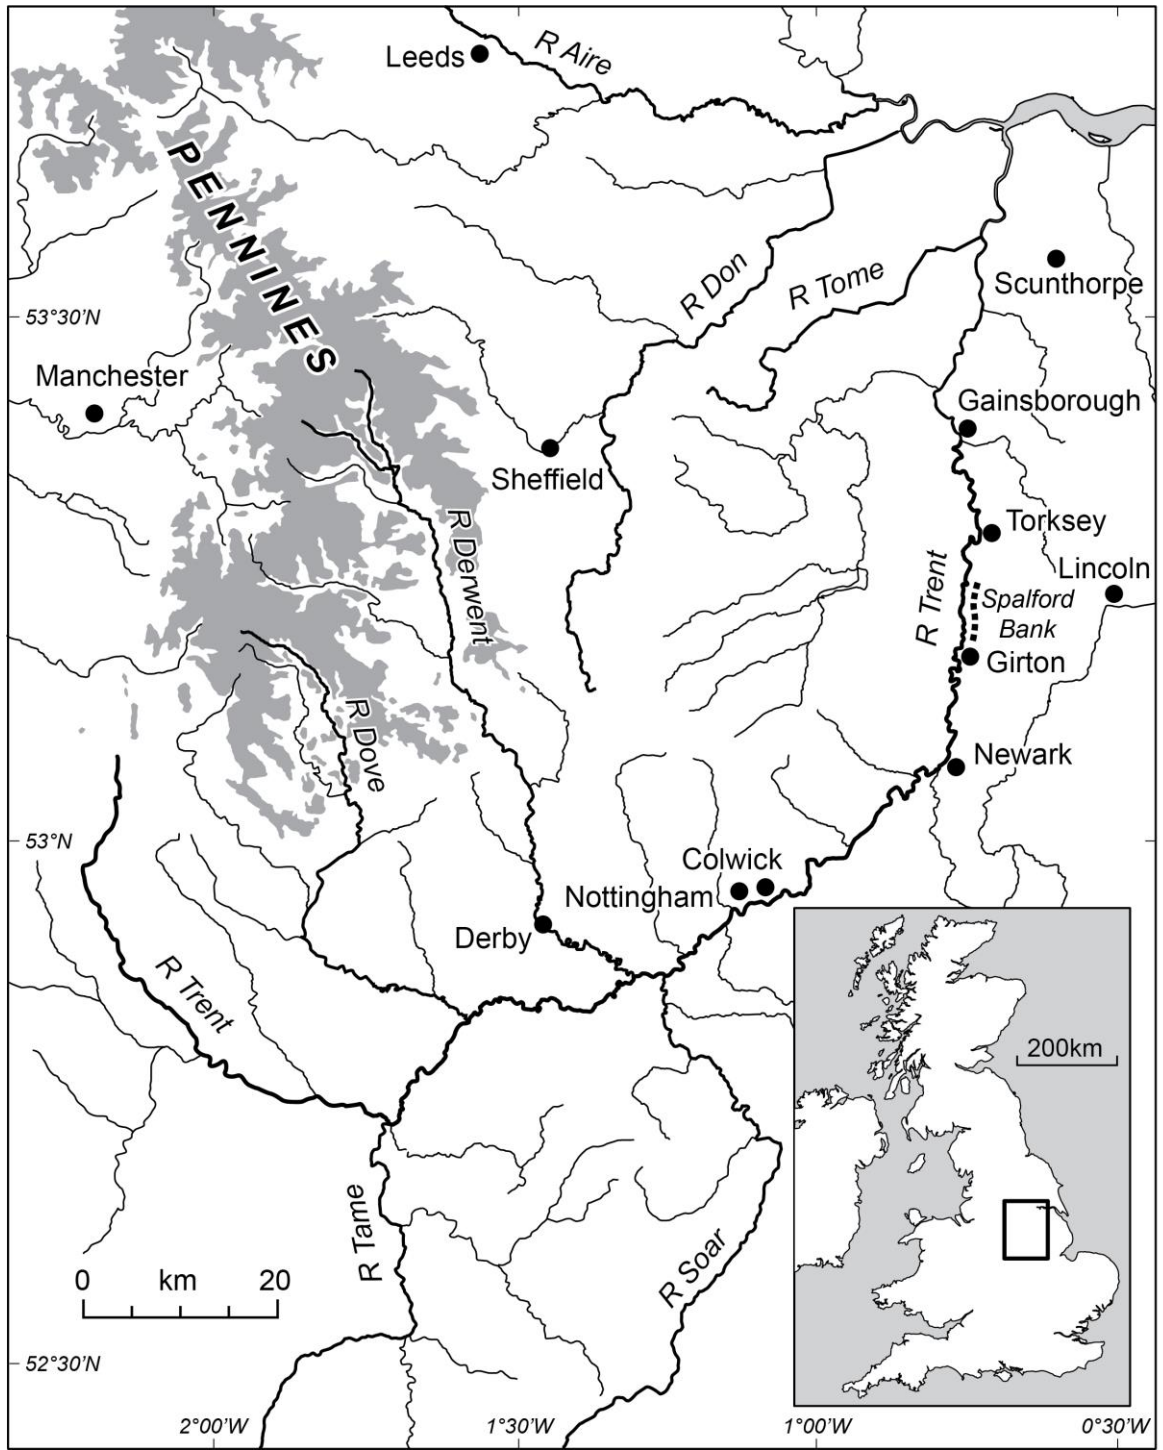 Leeds
R Aire
PENNINES
R Don
R Tome
Scunthorpe
53°30'N
Manchester
Gainsborough
Sheffield
R Derwent
Torksey
R Trent
Lincoln
Spalford
Bank
Girton
R Dove
Newark
53°N
Colwick
Nottingham
Derby
R Trent
200km
R Tame
R Soar
0 km 20
52°30'N
2°00'W
1°30'W
1°00'W
0°30'W